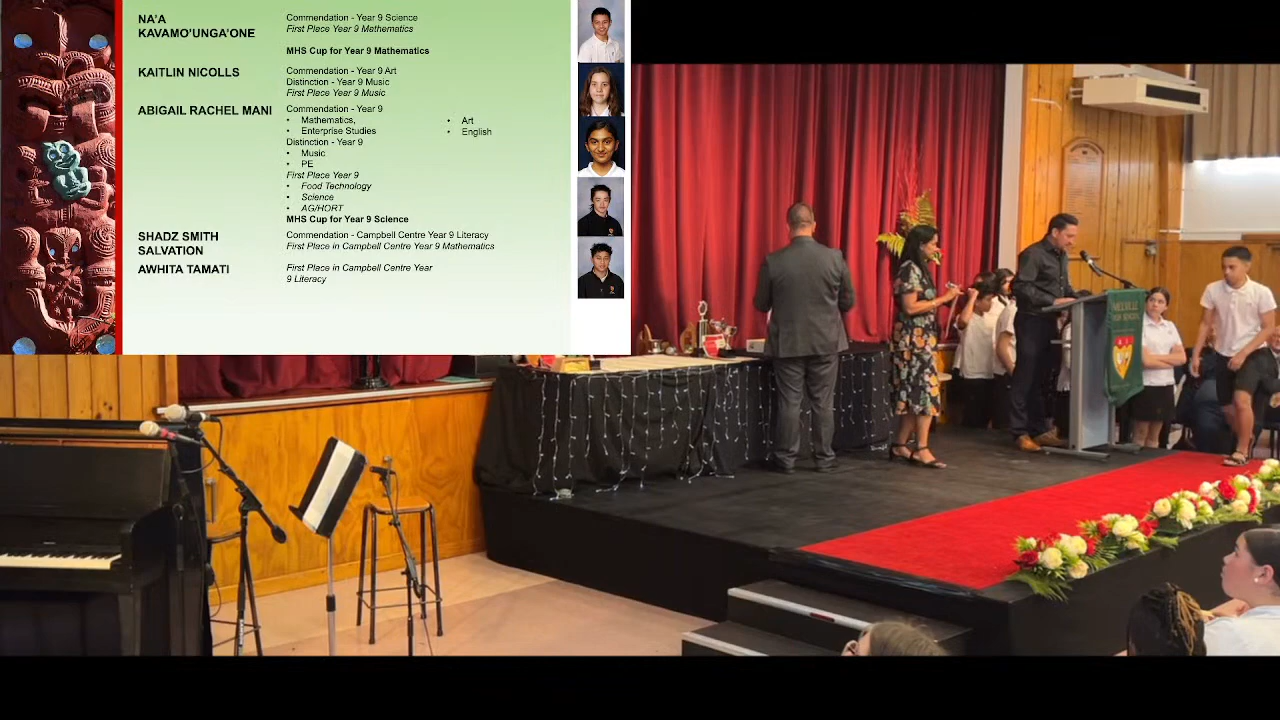 NA'A
KAVAMO'UNGA'ONE
Commendation - Year 9 Science
First Place Year 9 Mathematics
MHS Cup for Year 9 Mathematics
KAITLIN NICOLLS
Commendation - Year 9 Art
Distinction - Year 9 Music
First Place Year 9 Music
ABIGAIL RACHEL MANI
Commendation - Year 9
• Mathematics,
• Enterprise Studies
• Art
• English
Distinction - Year 9
• Music
• PE
First Place Year 9
• Food Technology
• Science
• AG/HORT
MHS Cup for Year 9 Science
SHADZ SMITH
SALVATION
Commendation - Campbell Centre Year 9 Literacy
First Place in Campbell Centre Year 9 Mathematics
AWHITA TAMATI
First Place in Campbell Centre Year
9 Literacy
MELVILLE
HIGH SCHOOL